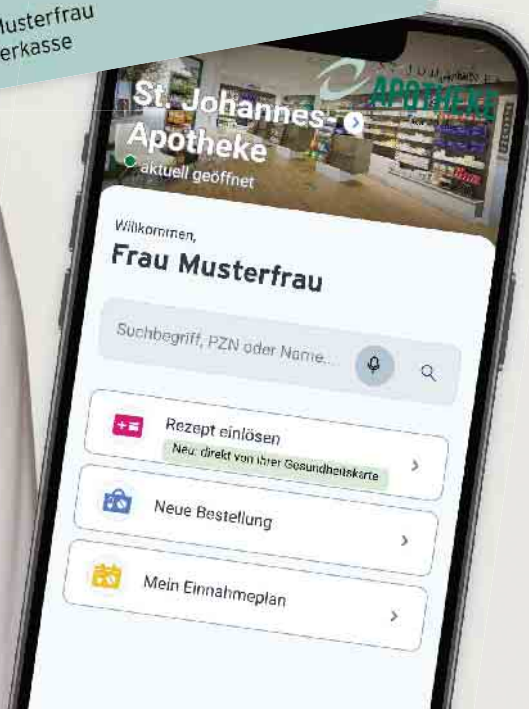 Musterfrau
erkasse
APOTHEKE
St. Johannes-
Apotheke
aktuell geöffnet
Willkommen,
Frau Musterfrau
Suchbegriff, PZN oder Name...
Rezept einlösen
Neu: direkt von Ihrer Gesundheitskarte
Neue Bestellung
Mein Einnahmeplan